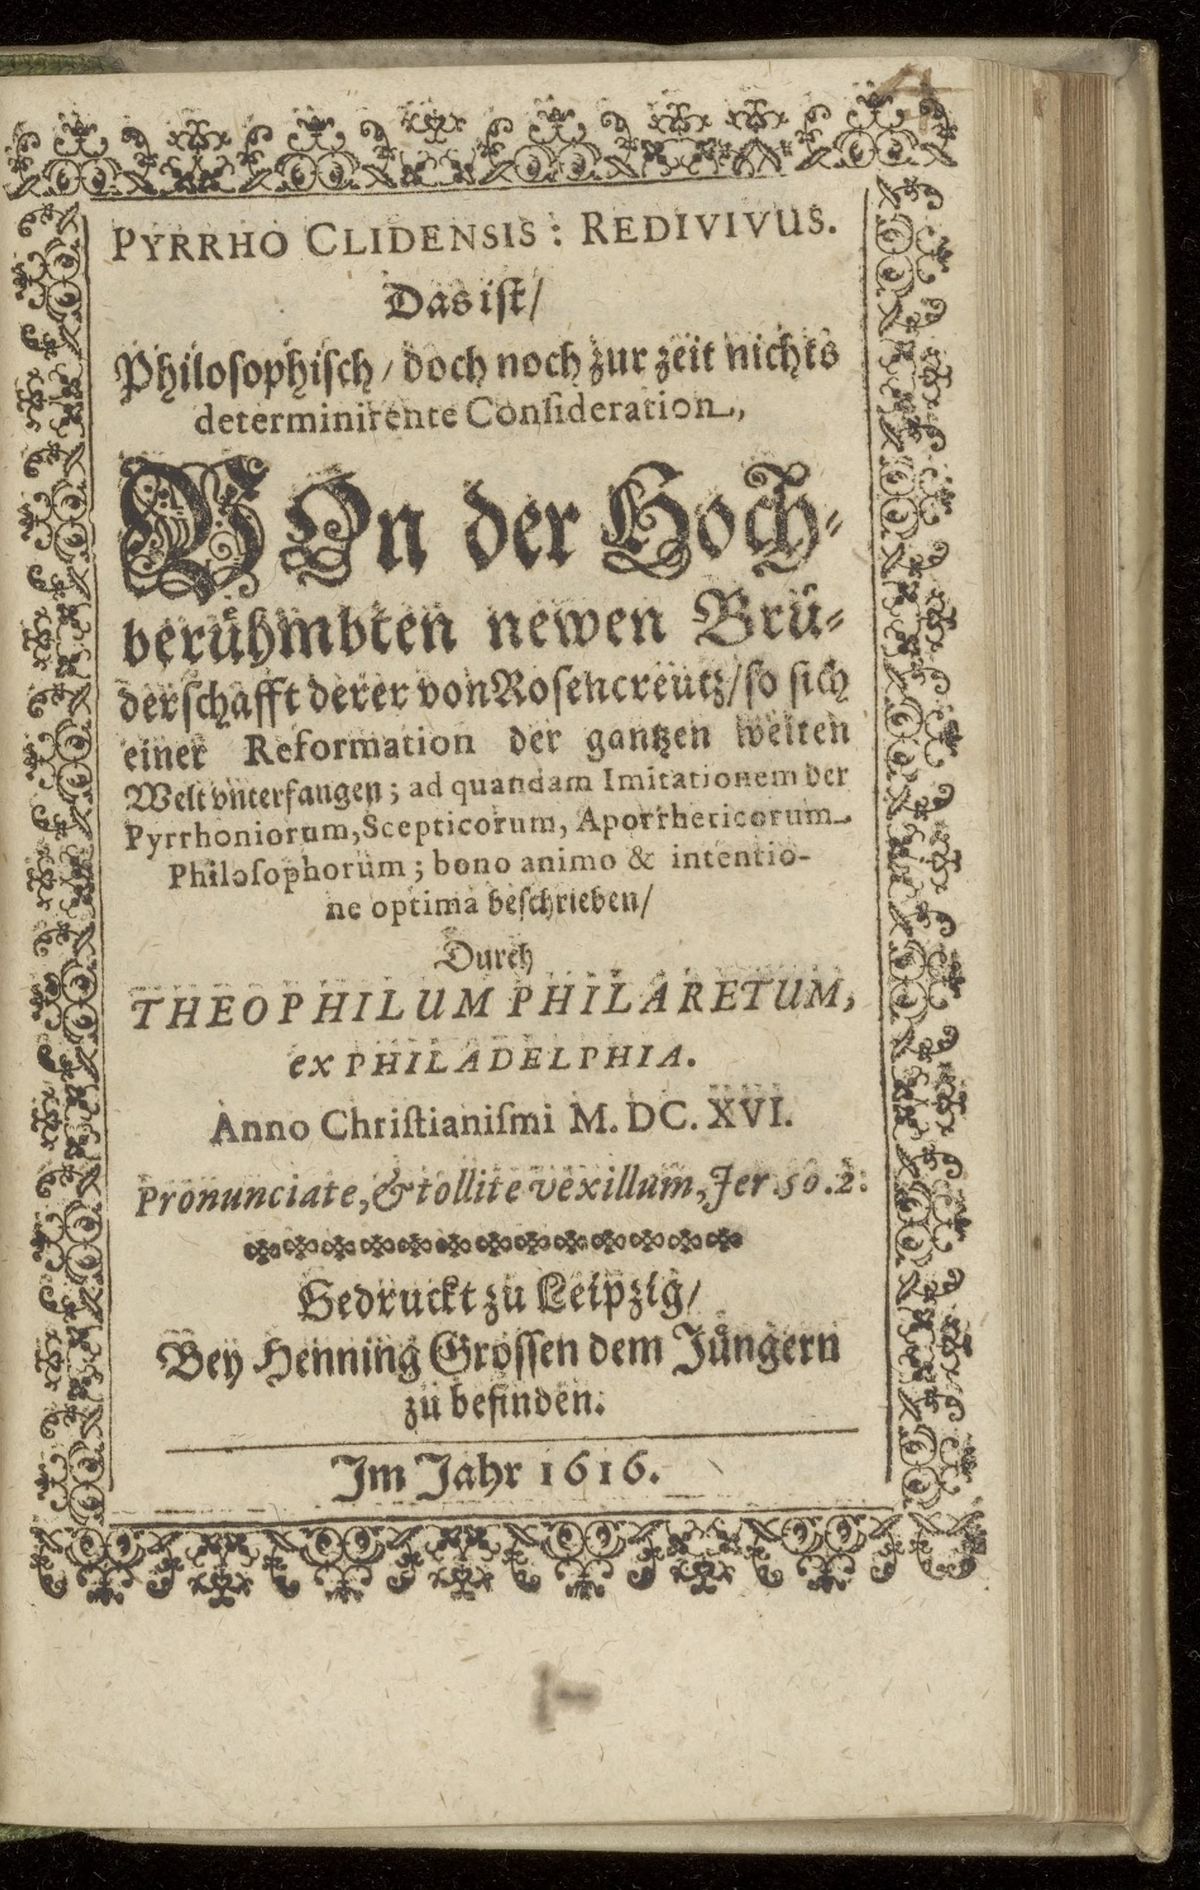 PYRRHO CLIDENSIS : REDIVIVUS.
Das ist/
Philosophisch/ doch noch zur zeit nichts
determinirente Consideration,
VOn der Hoch-
berühmbten newen Brü-
derschafft derer von Rosencreutz/ so sich
einer Reformation der gantzen weiten
Welt vnterfangen; ad quandam Imitationem der
Pyrrhoniorum, Scepticorum, Aporrheticorum
Philosophorum; bono animo & intentio-
ne optima beschrieben/
Durch
THEOPHILUM PHILARETUM,
ex PHILADELPHIA.
Anno Christianismi M. DC. XVI.
Pronunciate, & tollite vexillum, Jer. 50. 2:
Gedruckt zu Leipzig/
Bey Henning Grossen dem Jüngern
zu befinden.
Im Jahr 1616.